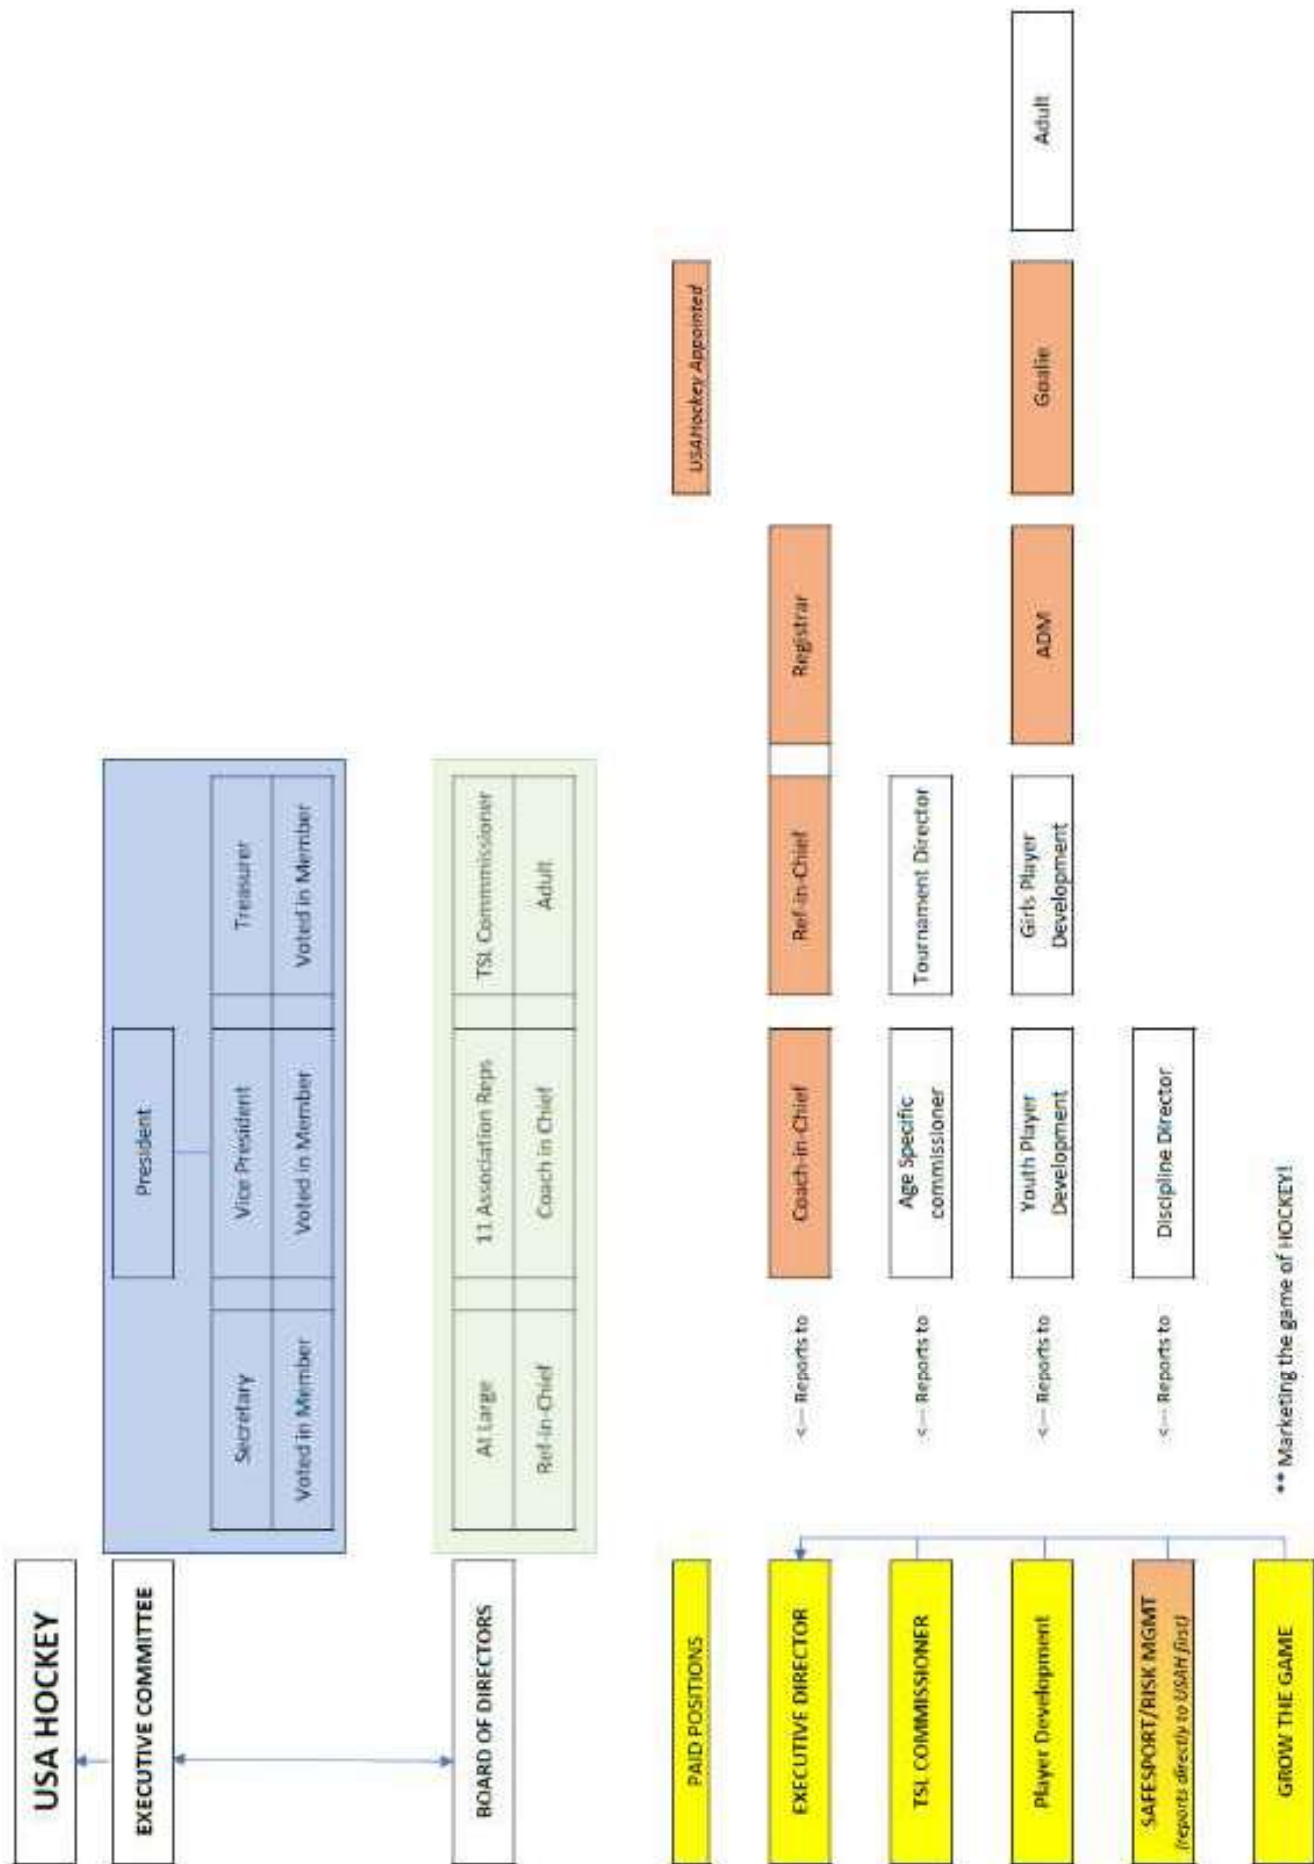 USA HOCKEY
EXECUTIVE COMMITTEE
President
Secretary
Vice President
Treasurer
Voted in Member
Voted in Member
Voted in Member
BOARD OF DIRECTORS
At Large
11 Association Reps
TSL Commmissioner
Ref-in-Chief
Coach in Chief
Adult
PAID POSITIONS
USAHockey Appointed
EXECUTIVE DIRECTOR
<--- Reports to
Coach-in-Chief
Ref-in-Chief
Registrar
TSL COMMISSIONER
<--- Reports to
Age Specific
commissioner
Tournament Director
Player Development
<--- Reports to
Youth Player
Development
Girls Player
Development
ADM
Goalie
Adult
SAFESPORT/RISK MGMT
(reports directly to USAH first)
<--- Reports to
Discipline Director
GROW THE GAME
** Marketing the game of HOCKEY!